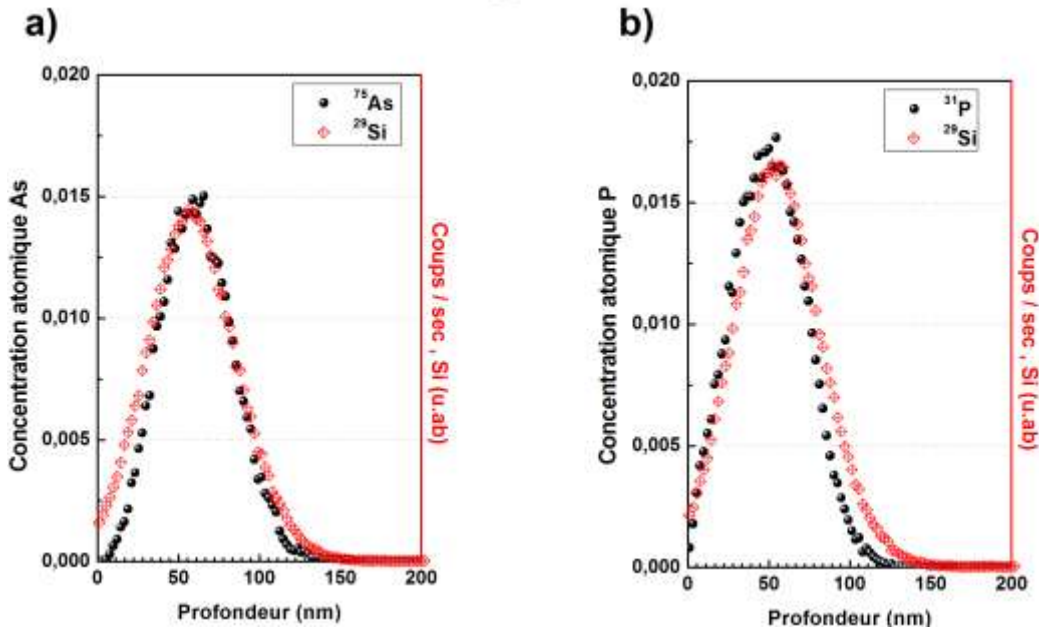 a)
0,020
0,015
0,010
0,005
0,000
0
50
100
150
200
Concentration atomique As
Profondeur (nm)
Coups / sec , Si (u.ab)
75As
29Si
b)
0,020
0,015
0,010
0,005
0,000
0
50
100
150
200
Concentration atomique P
Profondeur (nm)
Coups / sec , Si (u.ab)
31P
29Si